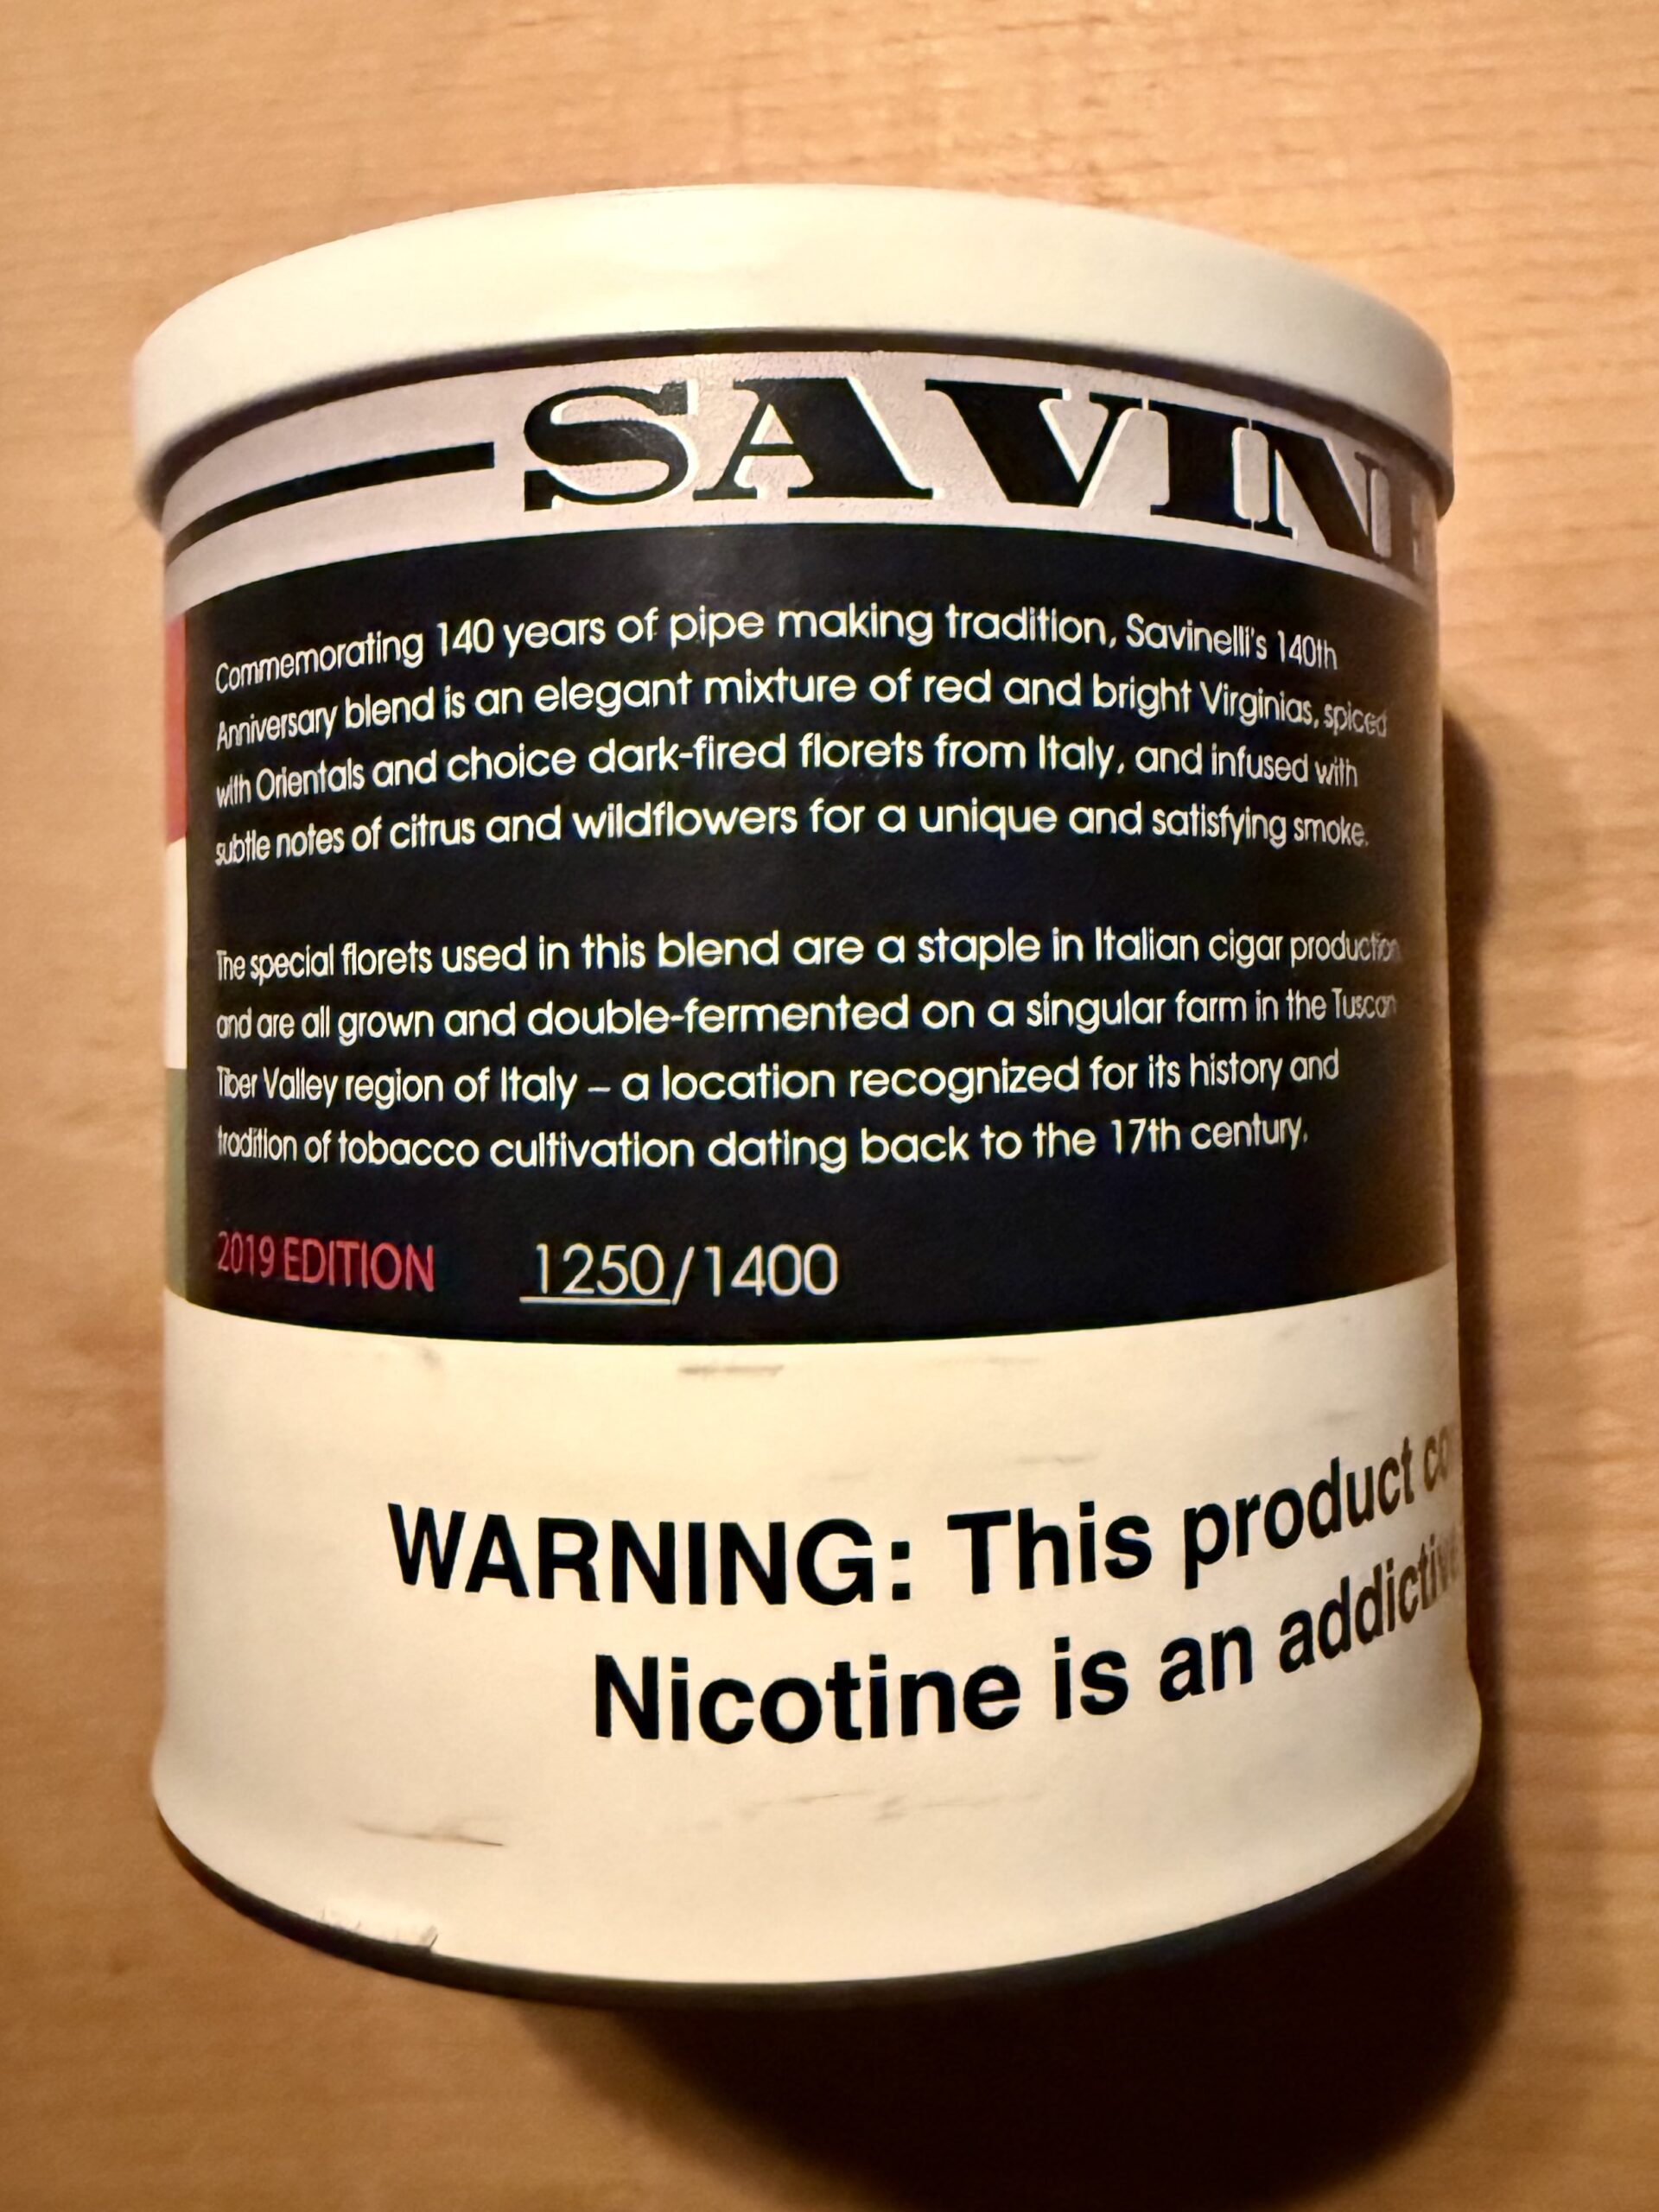 SAVIN
Commemorating 140 years of pipe making tradition, Savinelli's 140th
Anniversary blend is an elegant mixture of red and bright Virginias, spiced
with Orientals and choice dark-fired florets from Italy, and infused with
subtle notes of citrus and wildflowers for a unique and satisfying smoke.
The special florets used in this blend are a staple in Italian cigar production
and are all grown and double-fermented on a singular farm in the Tuscan
Tiber Valley region of Italy – a location recognized for its history and
tradition of tobacco cultivation dating back to the 17th century.
2019 EDITION 1250/1400
WARNING: This product co
Nicotine is an addictiv